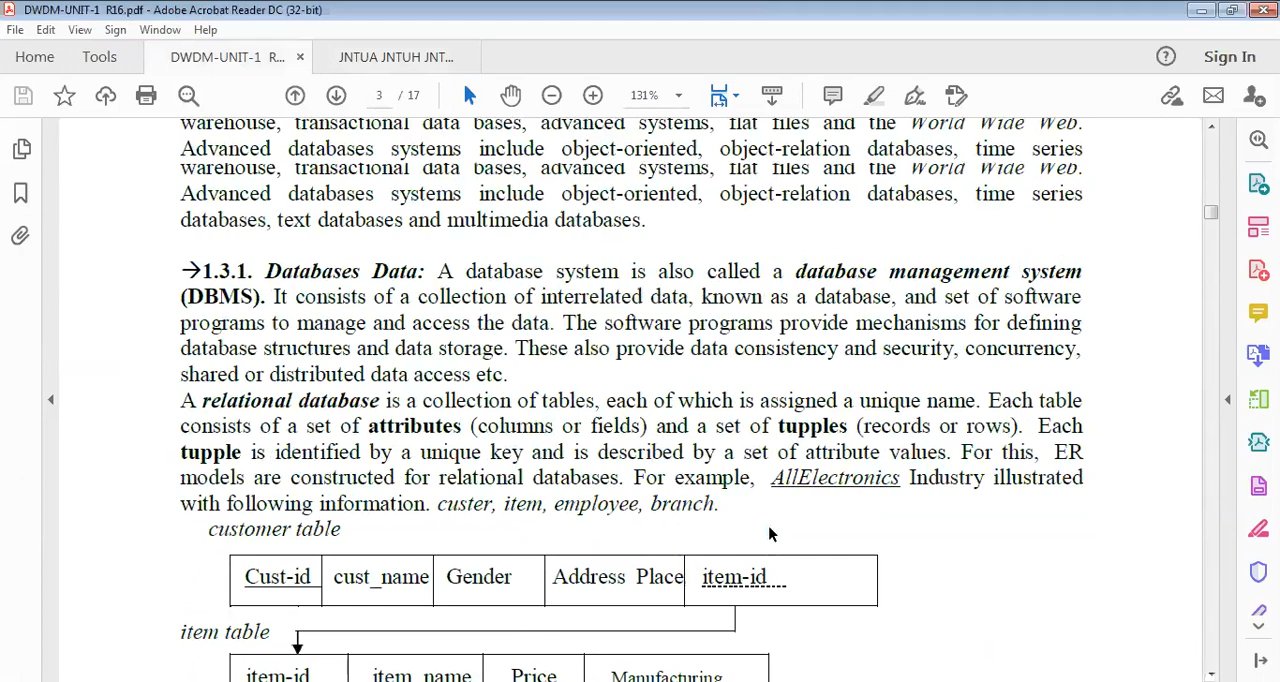 DWDM-UNIT-1 R16.pdf - Adobe Acrobat Reader DC (32-bit)
File Edit View Sign Window Help
Home Tools DWDM-UNIT-1 R... × JNTUA JNTUH JNT... Sign In
3 / 17 131%
warehouse, transactional data bases, advanced systems, flat files and the World Wide Web.
Advanced databases systems include object-oriented, object-relation databases, time series
warehouse, transactional data bases, advanced systems, flat files and the World Wide Web.
Advanced databases systems include object-oriented, object-relation databases, time series
databases, text databases and multimedia databases.
→1.3.1. Databases Data: A database system is also called a database management system
(DBMS). It consists of a collection of interrelated data, known as a database, and set of software
programs to manage and access the data. The software programs provide mechanisms for defining
database structures and data storage. These also provide data consistency and security, concurrency,
shared or distributed data access etc.
A relational database is a collection of tables, each of which is assigned a unique name. Each table
consists of a set of attributes (columns or fields) and a set of tupples (records or rows). Each
tupple is identified by a unique key and is described by a set of attribute values. For this, ER
models are constructed for relational databases. For example, AllElectronics Industry illustrated
with following information. custer, item, employee, branch.
customer table
Cust-id cust_name Gender Address Place item-id
item table
item-id item_name Price Manufacturing